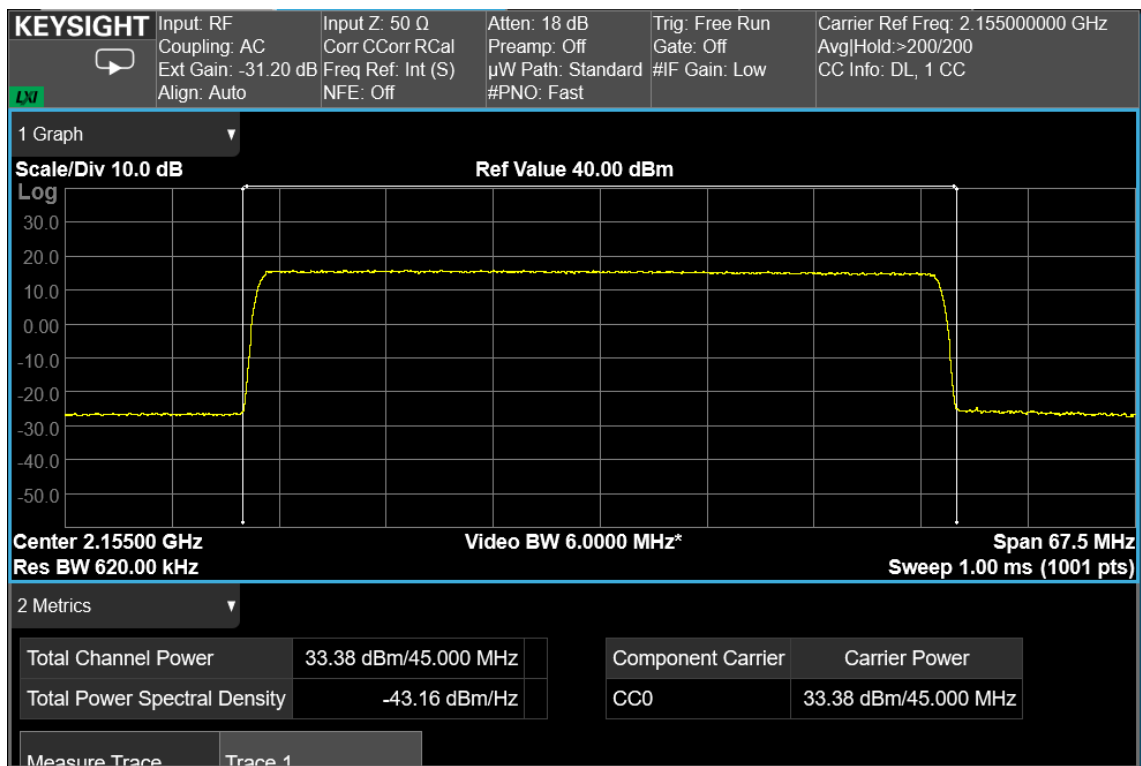 KEYSIGHT
Input: RF
Coupling: AC
Ext Gain: -31.20 dB
Align: Auto
Input Z: 50 Ω
Corr CCorr RCal
Freq Ref: Int (S)
NFE: Off
Atten: 18 dB
Preamp: Off
µW Path: Standard
#PNO: Fast
Trig: Free Run
Gate: Off
#IF Gain: Low
Carrier Ref Freq: 2.155000000 GHz
Avg|Hold:>200/200
CC Info: DL, 1 CC
LXI
1 Graph
Scale/Div 10.0 dB
Ref Value 40.00 dBm
Log
30.0
20.0
10.0
0.00
-10.0
-20.0
-30.0
-40.0
-50.0
Center 2.15500 GHz
Video BW 6.0000 MHz*
Span 67.5 MHz
Res BW 620.00 kHz
Sweep 1.00 ms (1001 pts)
2 Metrics
Total Channel Power 33.38 dBm/45.000 MHz
Total Power Spectral Density -43.16 dBm/Hz
Component Carrier Carrier Power
CC0 33.38 dBm/45.000 MHz
Measure Trace Trace 1